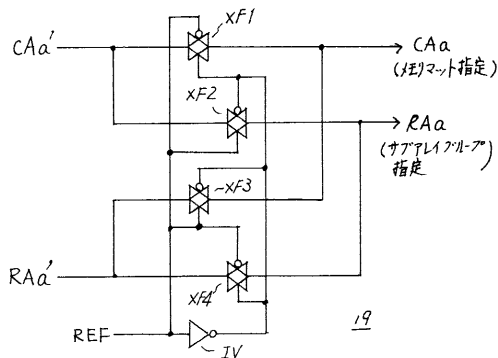 XF1
CAa'
CAa
(メモリマット指定)
XF2
RAa
(サブアレイグループ
指定)
~XF3
RAa'
XF4
19
REF
IV